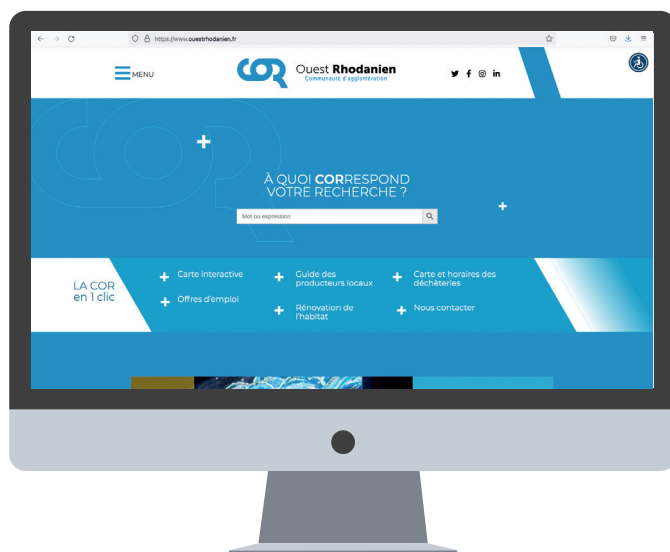 https://www.ouestrhodanien.fr
MENU
COR
Ouest Rhodanien
Communauté d'agglomération
À QUOI CORRESPOND
VOTRE RECHERCHE ?
Mot ou expression
LA COR
en 1 clic
Carte interactive
Offres d'emploi
Guide des
producteurs locaux
Rénovation de
l'habitat
Carte et horaires des
déchèteries
Nous contacter